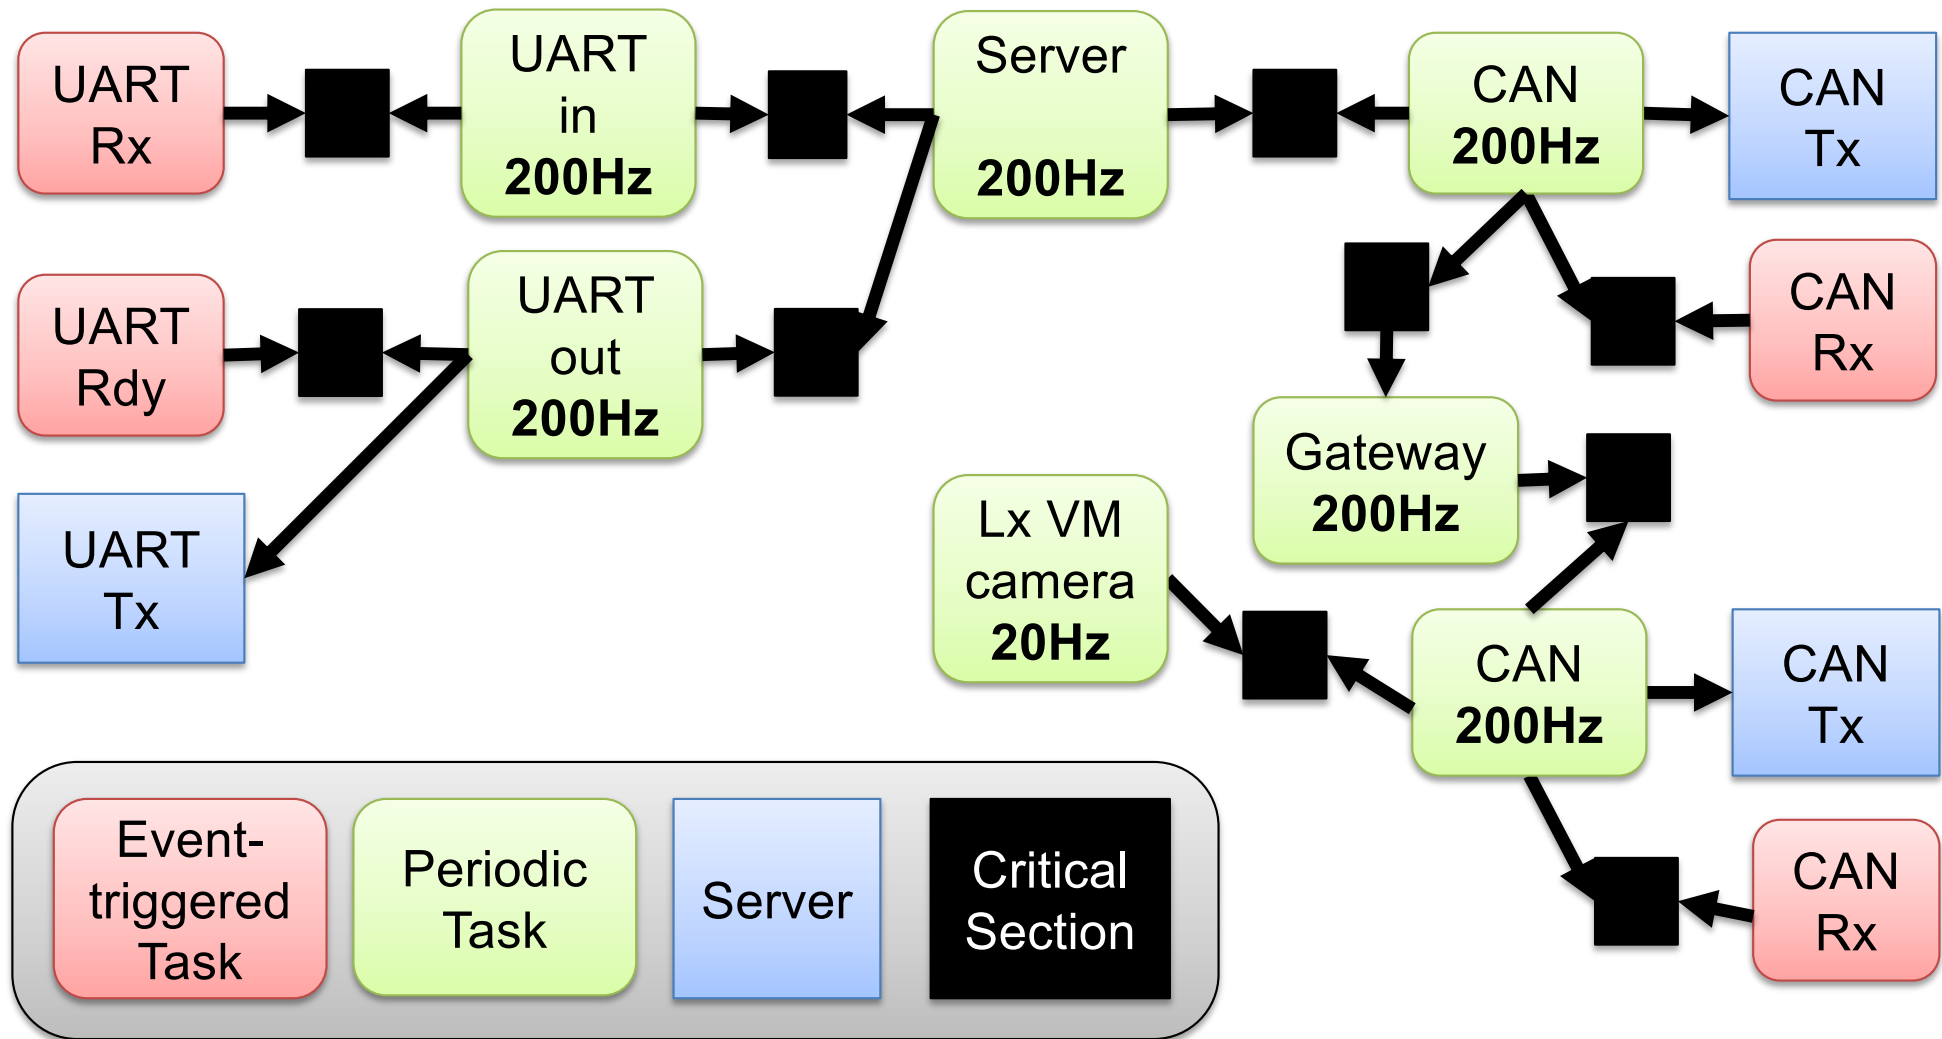 UART
Rx
UART
in
200Hz
Server
200Hz
CAN
200Hz
CAN
Tx
UART
Rdy
UART
out
200Hz
CAN
Rx
Gateway
200Hz
UART
Tx
Lx VM
camera
20Hz
CAN
200Hz
CAN
Tx
Event-
triggered
Task
Periodic
Task
Server
Critical
Section
CAN
Rx